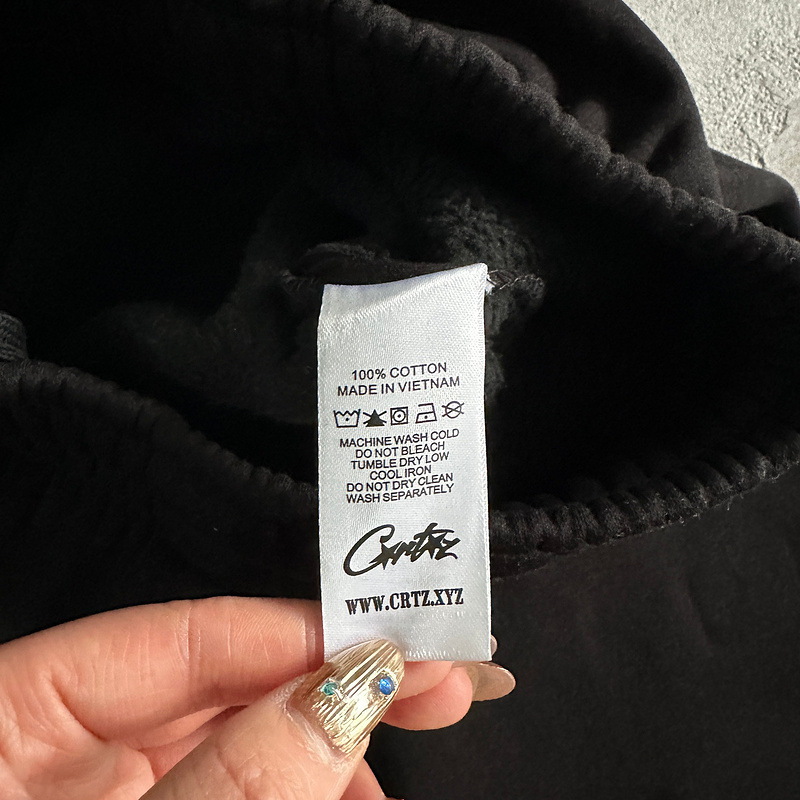 100% COTTON
MADE IN VIETNAM
MACHINE WASH COLD
DO NOT BLEACH
TUMBLE DRY LOW
COOL IRON
DO NOT DRY CLEAN
WASH SEPARATELY
Crtz
WWW.CRTZ.XYZ